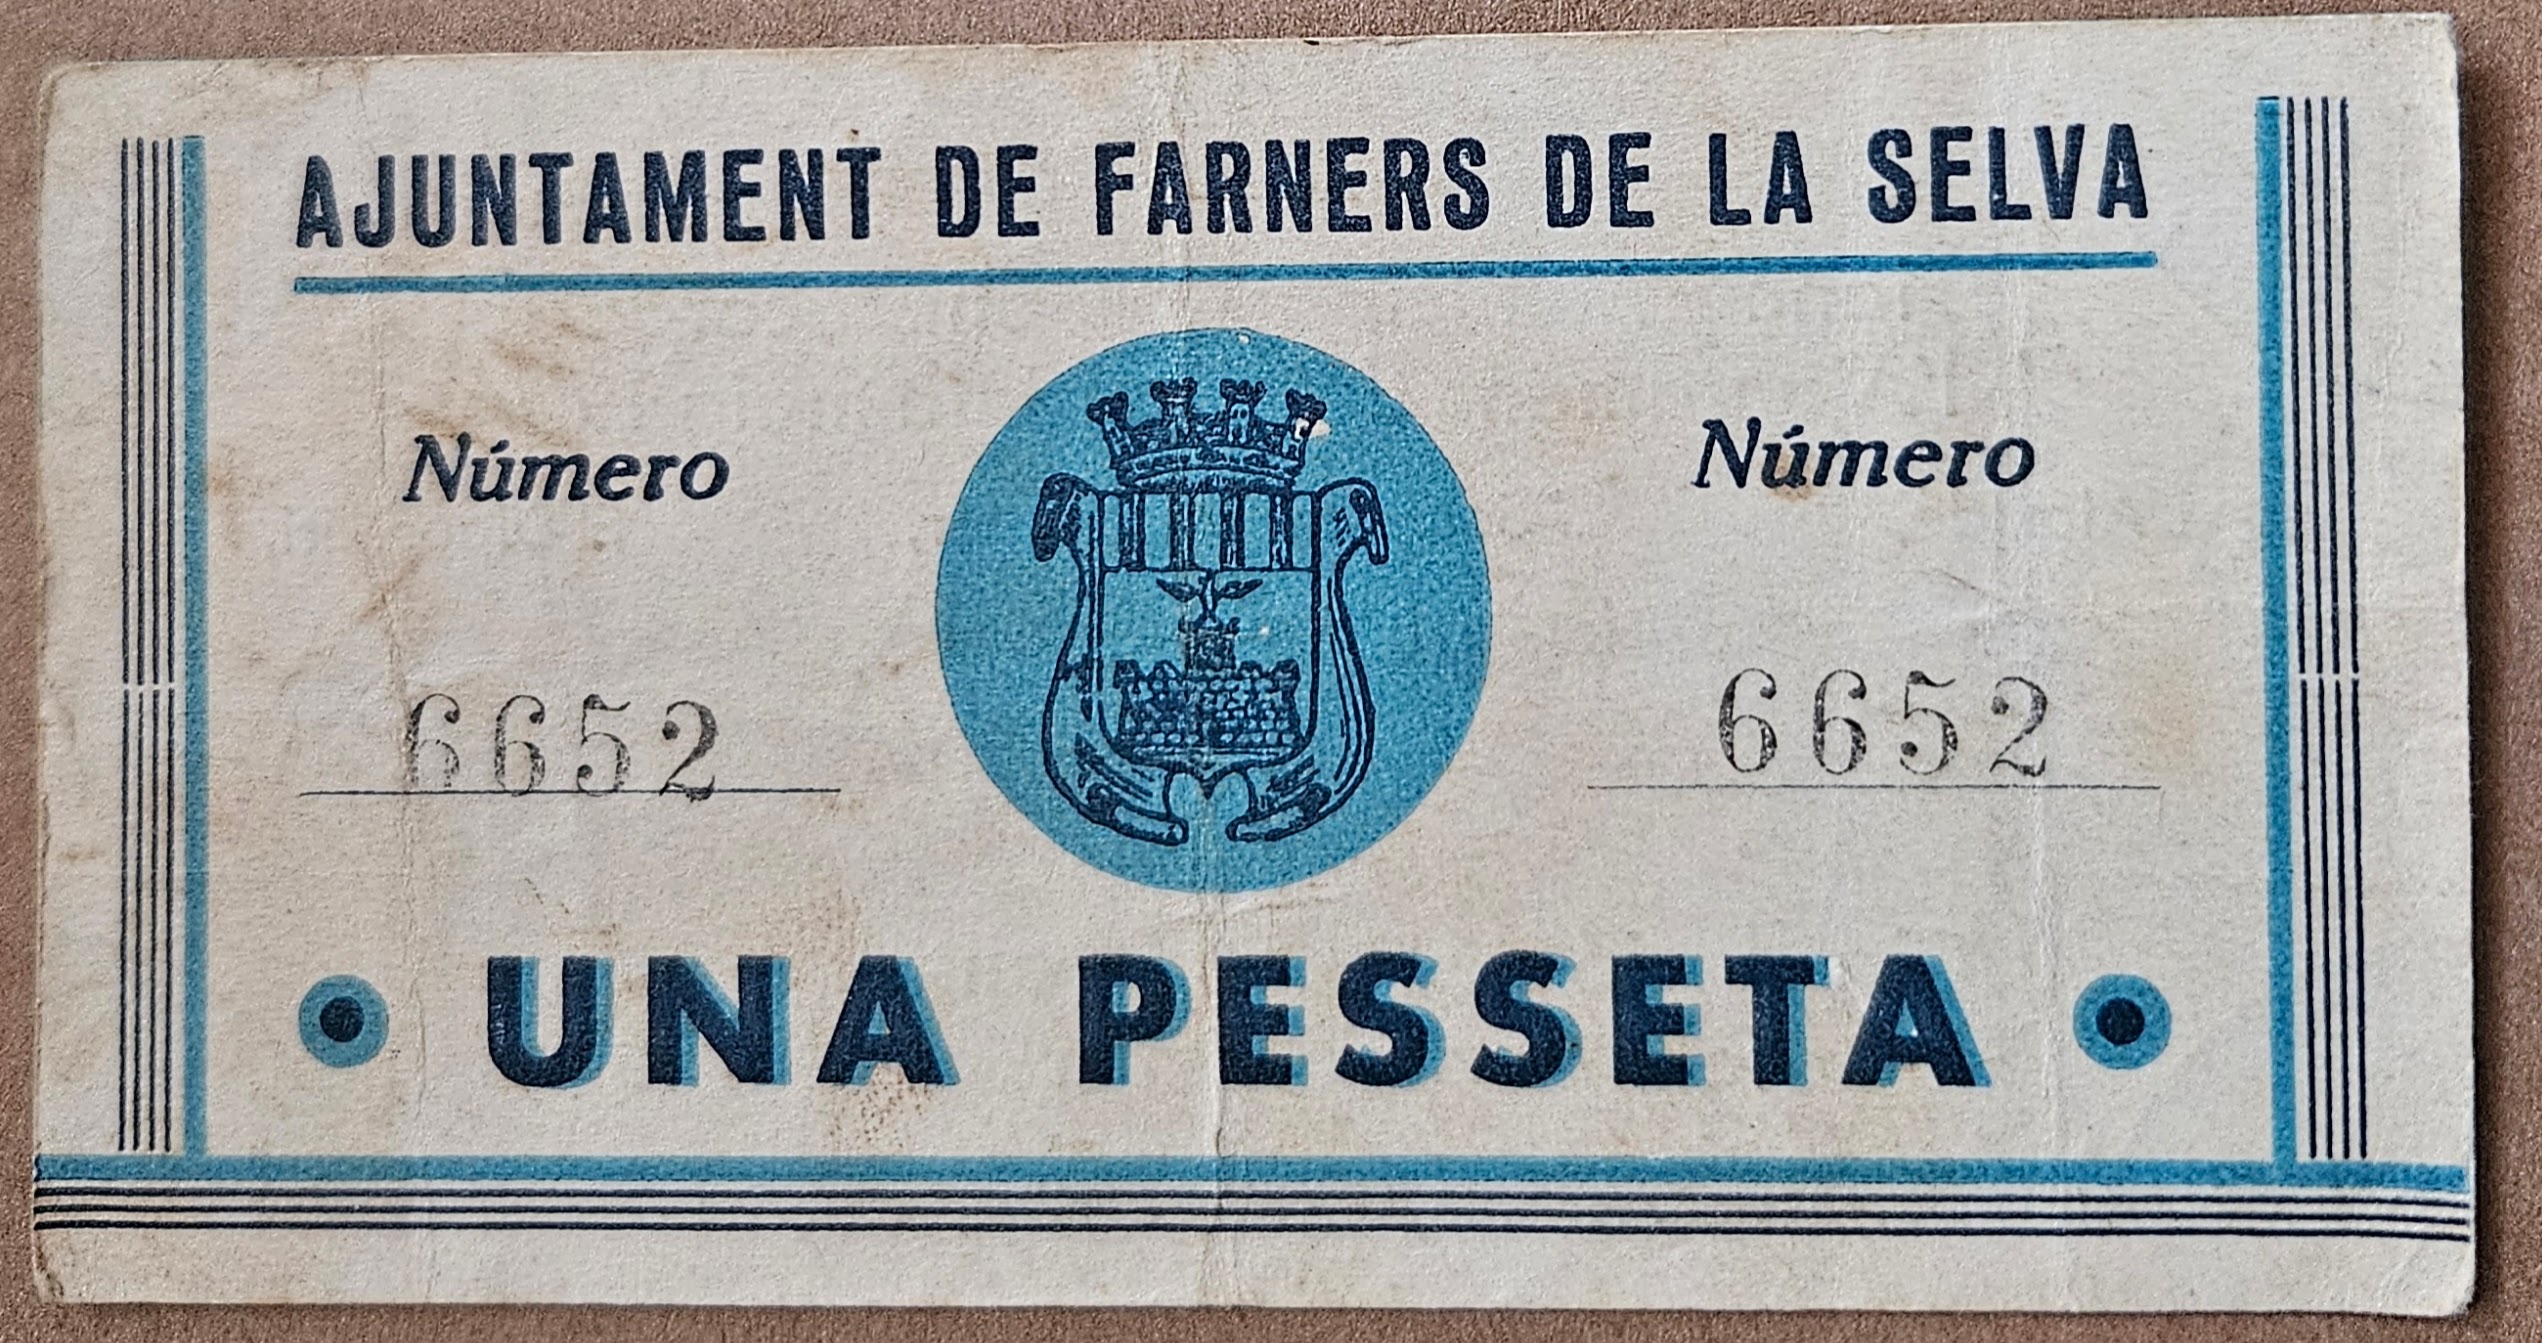 AJUNTAMENT DE FARNERS DE LA SELVA
Número
Número
6652
6652
UNA PESSETA